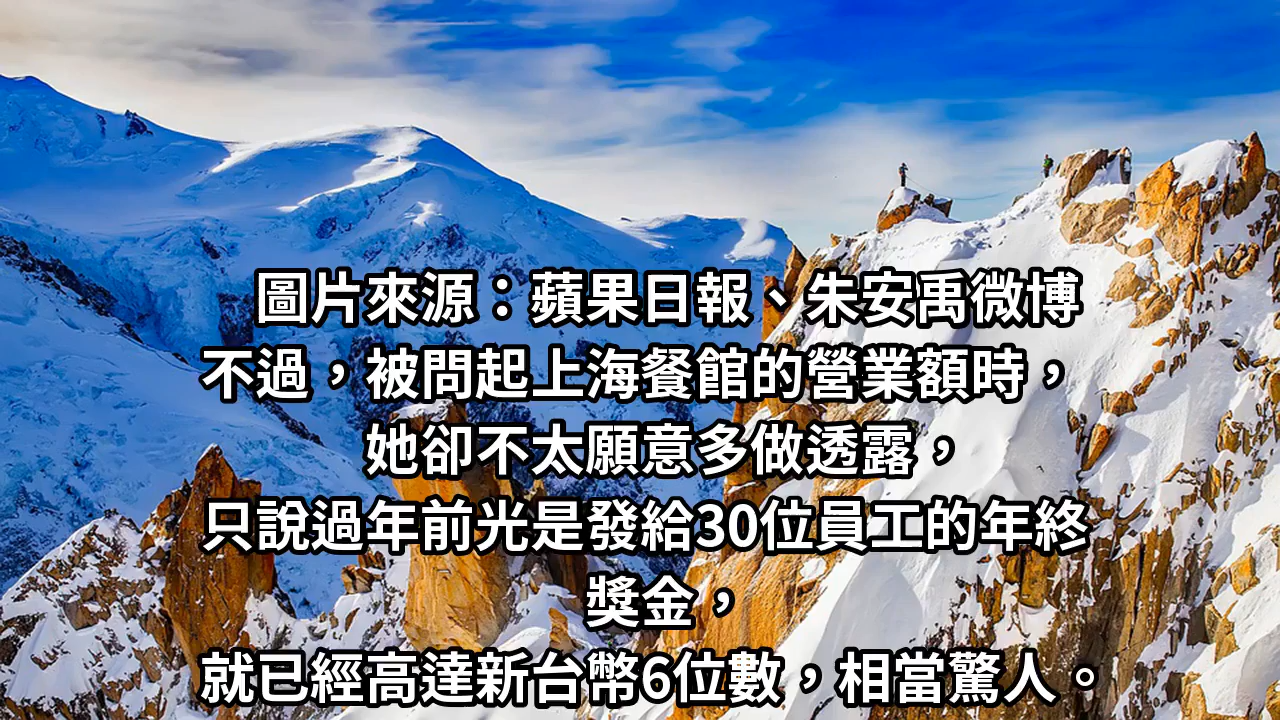 圖片來源：蘋果日報、朱安禹微博
不過，被問起上海餐館的營業額時，
她卻不太願意多做透露，
只說過年前光是發給30位員工的年終
獎金，
就已經高達新台幣6位數，相當驚人。